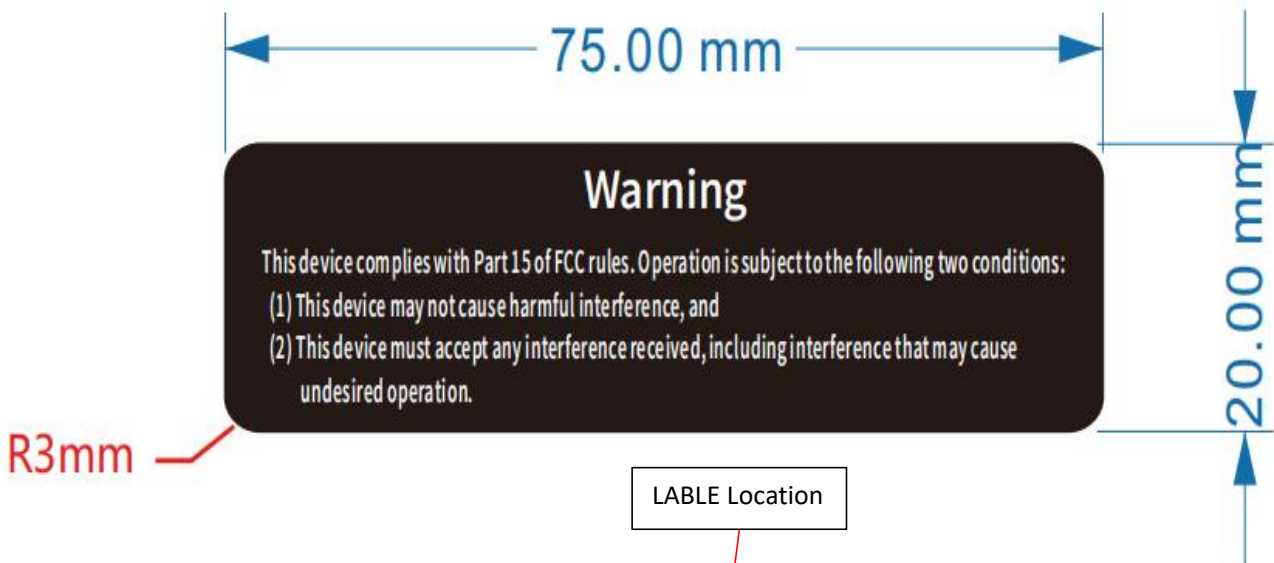 75.00 mm
Warning
This device complies with Part 15 of FCC rules. Operation is subject to the following two conditions:
(1) This device may not cause harmful interference, and
(2) This device must accept any interference received, including interference that may cause
undesired operation.
20.00 mm
R3mm
LABLE Location